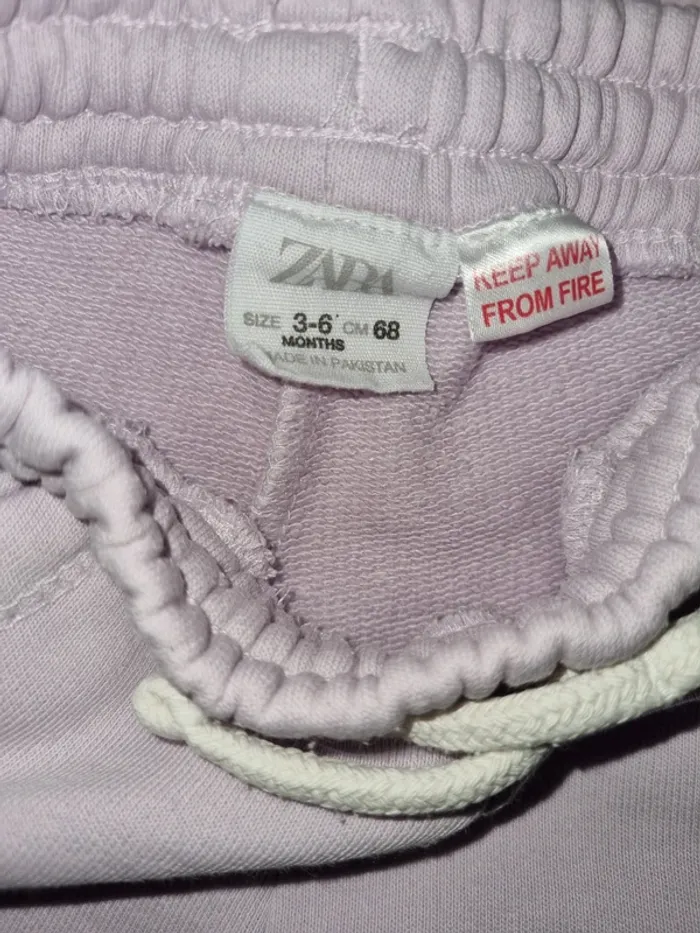 ZARA
SIZE 3-6 CM 68
MONTHS
MADE IN PAKISTAN
KEEP AWAY
FROM FIRE